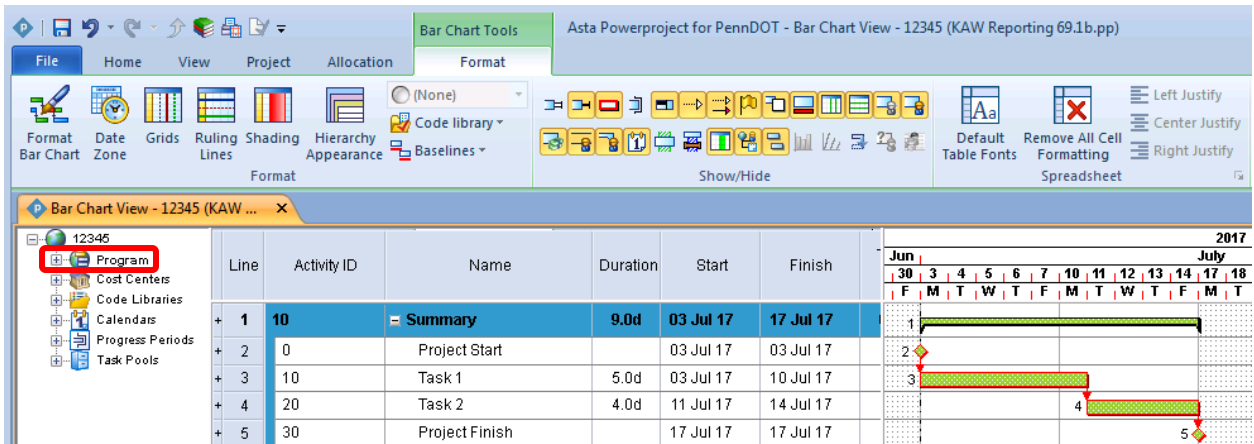 Bar Chart Tools
Asta Powerproject for PennDOT - Bar Chart View - 12345 (KAW Reporting 69.1b.pp)
File Home View Project Allocation Format
Format Bar Chart
Date Zone
Grids
Ruling Lines
Shading
Hierarchy Appearance
(None)
Code library
Baselines
Format
Show/Hide
Aa
Default Table Fonts
Remove All Cell Formatting
Left Justify
Center Justify
Right Justify
Spreadsheet
Bar Chart View - 12345 (KAW ... x
12345
Program
Cost Centers
Code Libraries
Calendars
Progress Periods
Task Pools
Line Activity ID Name Duration Start Finish
2017
Jun July
30 3 4 5 6 7 10 11 12 13 14 17 18
F M T W T F M T W T F M T
1 10 Summary 9.0d 03 Jul 17 17 Jul 17 1
2 0 Project Start 03 Jul 17 03 Jul 17 2
3 10 Task 1 5.0d 03 Jul 17 10 Jul 17 3
4 20 Task 2 4.0d 11 Jul 17 14 Jul 17 4
5 30 Project Finish 17 Jul 17 17 Jul 17 5